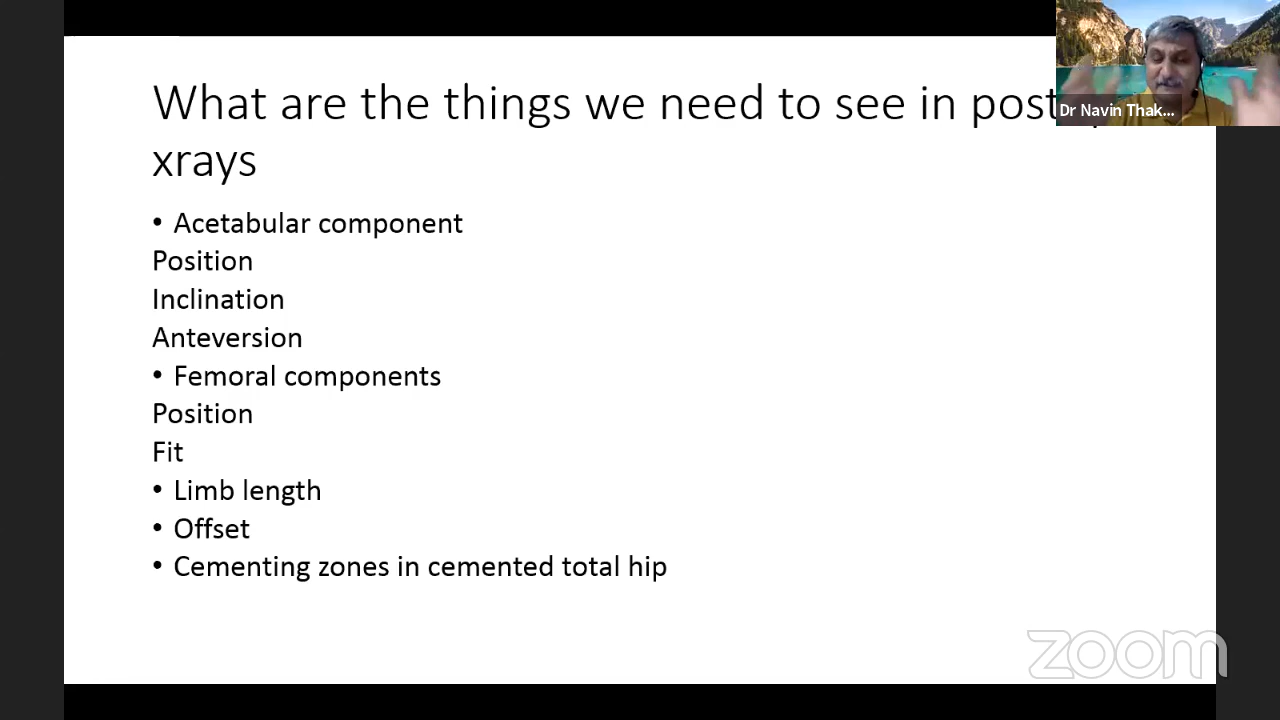 What are the things we need to see in post
xrays
• Acetabular component
Position
Inclination
Anteversion
• Femoral components
Position
Fit
• Limb length
• Offset
• Cementing zones in cemented total hip
Dr Navin Thak...
zoom